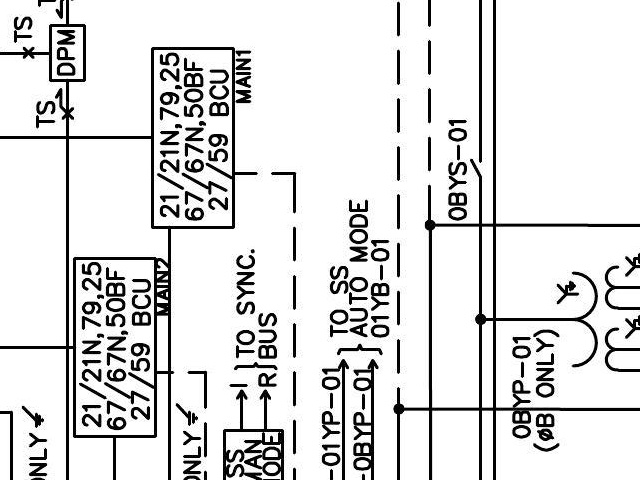 TS
DPM
TS
21/21N,79,25
67/67N,50BF
27/59 BCU
MAIN1
21/21N,79,25
67/67N,50BF
27/59 BCU
MAIN2
I
R
TO SYNC.
BUS
TO SS
AUTO MODE
01YB-01
0BYS-01
0BYP-01
(øB ONLY)
-01YP-01
-0BYP-01
SS
MAN
ODE
ONLY
ONLY